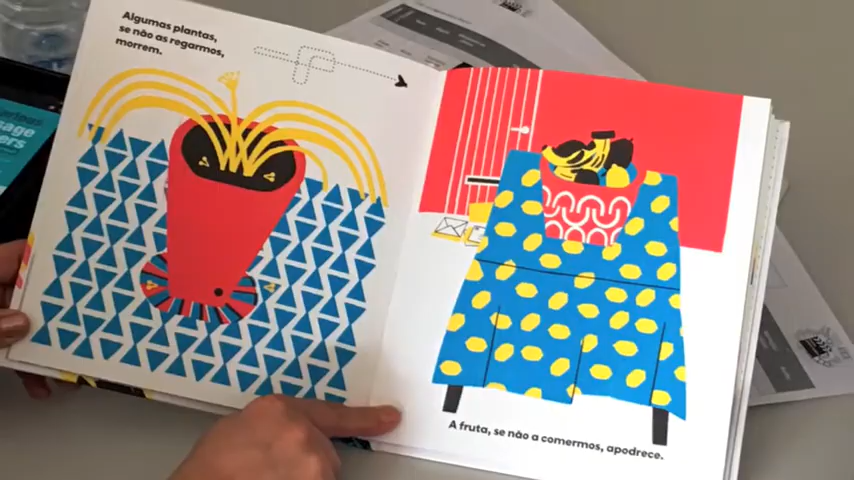 Algumas plantas,
se não as regarmos,
morrem.
A fruta, se não a comermos, apodrece.